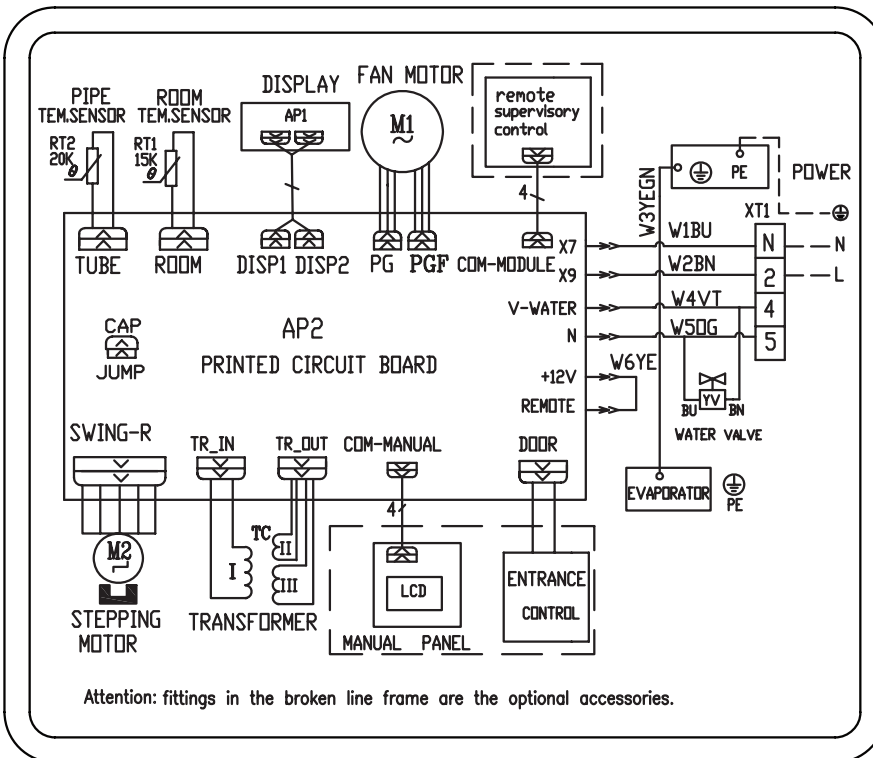 PIPE
TEM.SENSOR
ROOM
TEM.SENSOR
DISPLAY
FAN MOTOR
RT2
20K
θ
RT1
15K
θ
AP1
M1
~
remote
supervisory
control
4
W3YEGN
PE
POWER
XT1
TUBE
ROOM
DISP1
DISP2
PG
PGF
COM-MODULE
X7
W1BU
N
N
X9
W2BN
2
L
V-WATER
W4VT
4
N
W5OG
5
CAP
JUMP
AP2
PRINTED CIRCUIT BOARD
+12V
W6YE
REMOTE
YV
BU
BN
WATER VALVE
SWING-R
TR_IN
TR_OUT
COM-MANUAL
DOOR
EVAPORATOR
PE
4
M2
TC
I
II
III
LCD
ENTRANCE
CONTROL
STEPPING
MOTOR
TRANSFORMER
MANUAL PANEL
Attention: fittings in the broken line frame are the optional accessories.